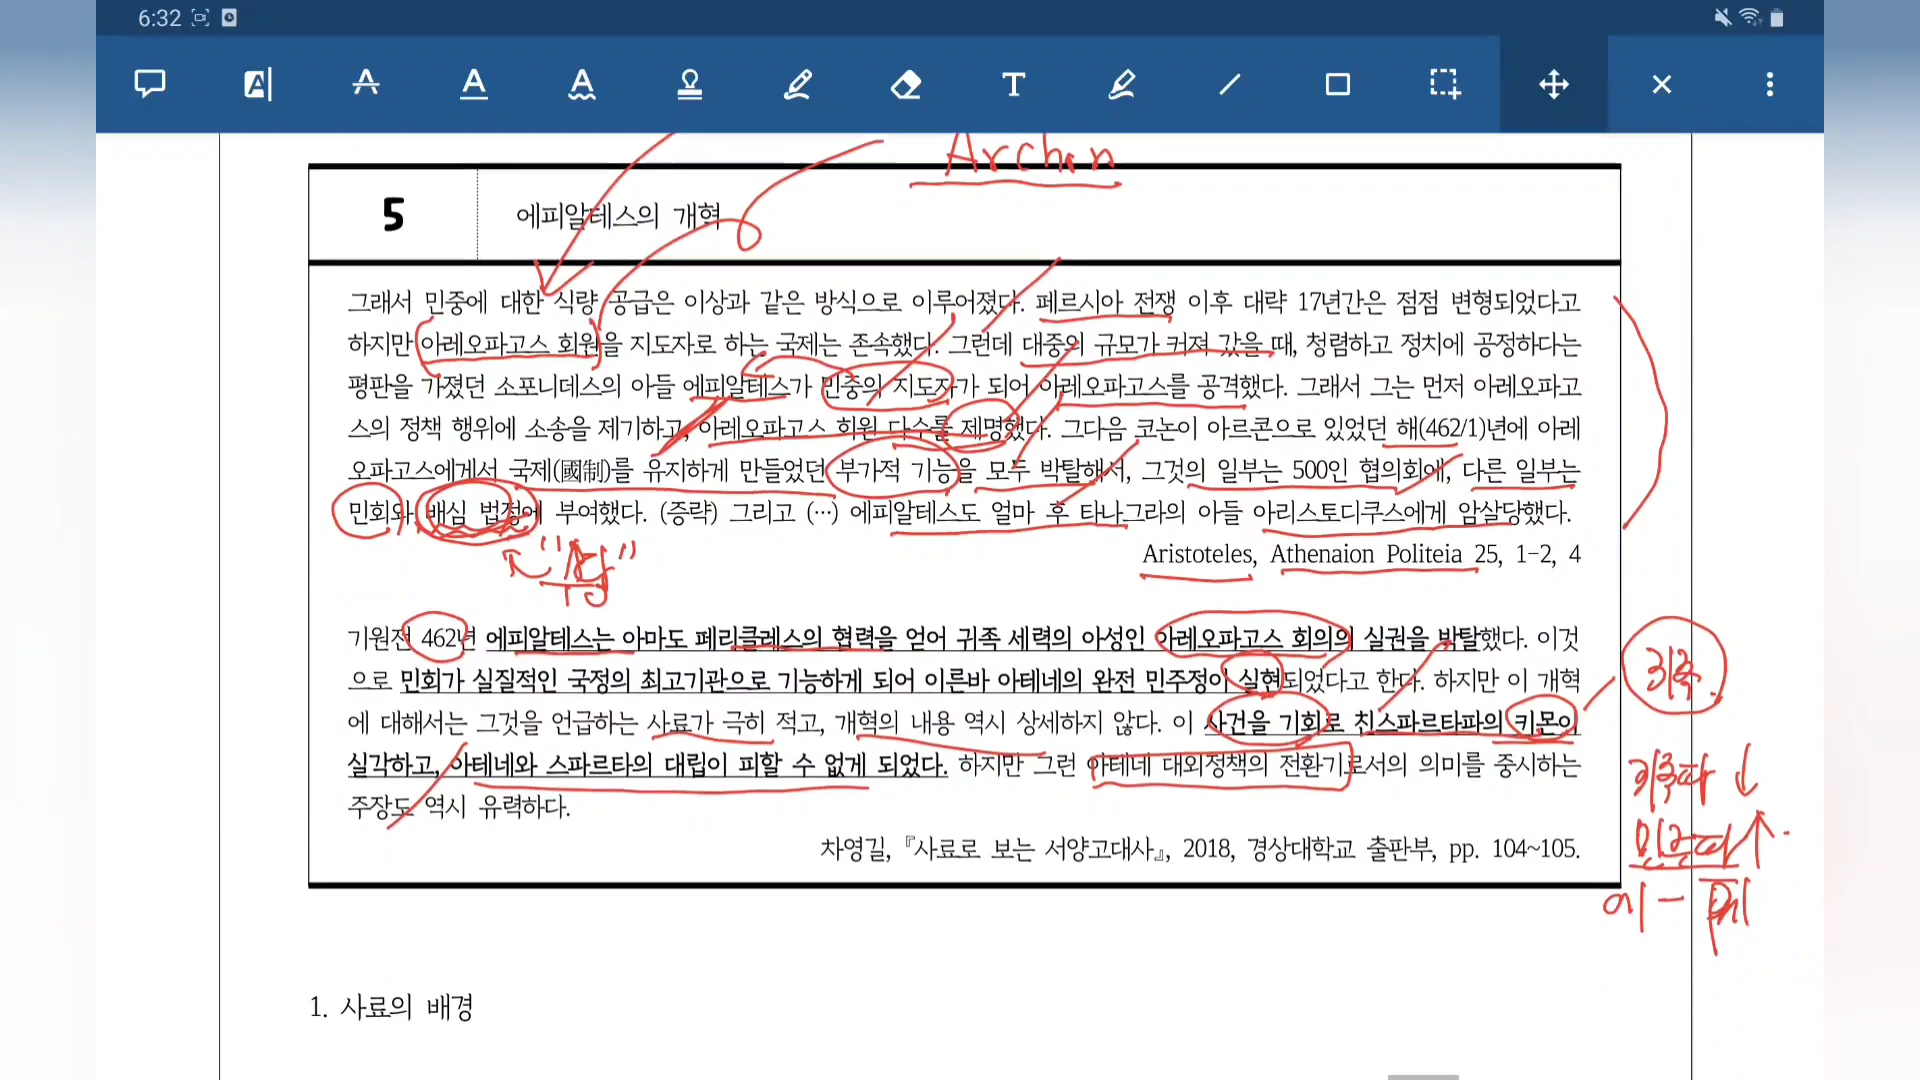 6:32
Archon
5
에피알테스의 개혁
그래서 민중에 대한 식량 공급은 이상과 같은 방식으로 이루어졌다. 페르시아 전쟁 이후 대략 17년간은 점점 변형되었다고
하지만 아레오파고스 회원을 지도자로 하는 국제는 존속했다. 그런데 대중의 규모가 커져 갔을 때, 청렴하고 정치에 공정하다는
평판을 가졌던 소포니데스의 아들 에피알테스가 민중의 지도자가 되어 아레오파고스를 공격했다. 그래서 그는 먼저 아레오파고
스의 정책 행위에 소송을 제기하고, 아레오파고스 회원 다수를 제명했다. 그다음 코논이 아르콘으로 있었던 해(462/1)년에 아레
오파고스에게서 국제(國制)를 유지하게 만들었던 부가적 기능을 모두 박탈해서, 그것의 일부는 500인 협의회에, 다른 일부는
민회와 배심 법정에 부여했다. (중략) 그리고 (…) 에피알테스도 얼마 후 타나그라의 아들 아리스토디쿠스에게 암살당했다.
Aristoteles, Athenaion Politeia 25, 1-2, 4
기원전 462년 에피알테스는 아마도 페리클레스의 협력을 얻어 귀족 세력의 아성인 아레오파고스 회의의 실권을 박탈했다. 이것
으로 민회가 실질적인 국정의 최고기관으로 기능하게 되어 이른바 아테네의 완전 민주정이 실현되었다고 한다. 하지만 이 개혁
에 대해서는 그것을 언급하는 사료가 극히 적고, 개혁의 내용 역시 상세하지 않다. 이 사건을 기회로 친스파르타파의 키몬이
실각하고, 아테네와 스파르타의 대립이 피할 수 없게 되었다. 하지만 그런 아테네 대외정책의 전환기로서의 의미를 중시하는
주장도 역시 유력하다.
차영길, 『사료로 보는 서양고대사』, 2018, 경상대학교 출판부, pp. 104~105.
귀족
귀족파 ↓
민주파 ↑
에 - 페
1. 사료의 배경